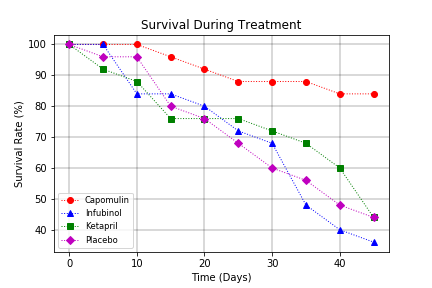 Survival During Treatment
Survival Rate (%)
100
90
80
70
60
50
40
Capomulin
Infubinol
Ketapril
Placebo
0 10 20 30 40
Time (Days)